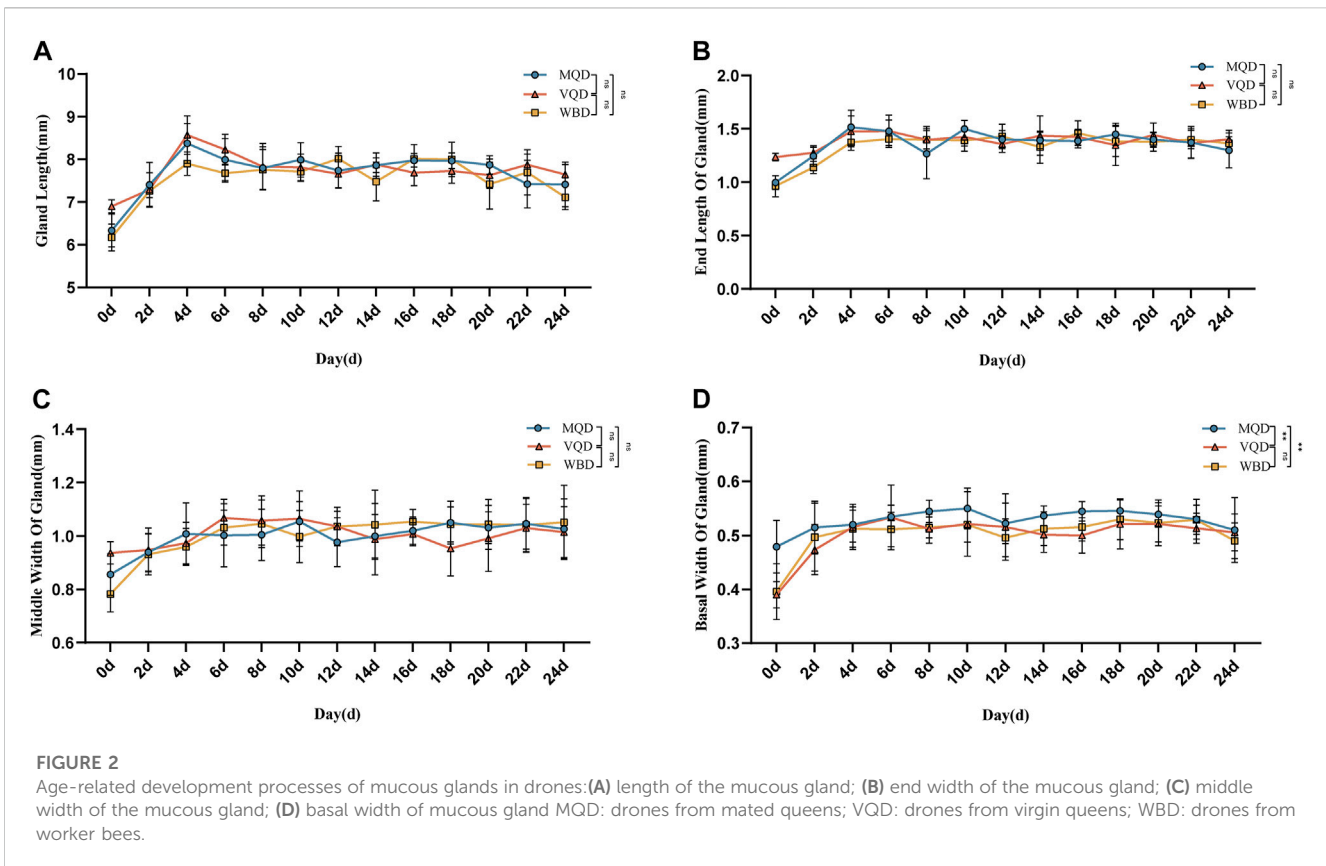 A
B
10
9
8
7
6
5
Gland Length(mm)
MQD
VQD
WBD
ns
ns
ns
0d
2d
4d
6d
8d
10d
12d
14d
16d
18d
20d
22d
24d
Day(d)
2.0
1.5
1.0
0.5
0.0
End Length Of Gland(mm)
MQD
VQD
WBD
ns
ns
ns
0d
2d
4d
6d
8d
10d
12d
14d
16d
18d
20d
22d
24d
Day(d)
C
D
1.4
1.2
1.0
0.8
0.6
Middle Width Of Gland(mm)
MQD
VQD
WBD
ns
ns
ns
0d
2d
4d
6d
8d
10d
12d
14d
16d
18d
20d
22d
24d
Day(d)
0.7
0.6
0.5
0.4
0.3
Basal Width Of Gland(mm)
MQD
VQD
WBD
**
ns
**
0d
2d
4d
6d
8d
10d
12d
14d
16d
18d
20d
22d
24d
Day(d)
FIGURE 2
Age-related development processes of mucous glands in drones:(A) length of the mucous gland; (B) end width of the mucous gland; (C) middle
width of the mucous gland; (D) basal width of mucous gland MQD: drones from mated queens; VQD: drones from virgin queens; WBD: drones from
worker bees.